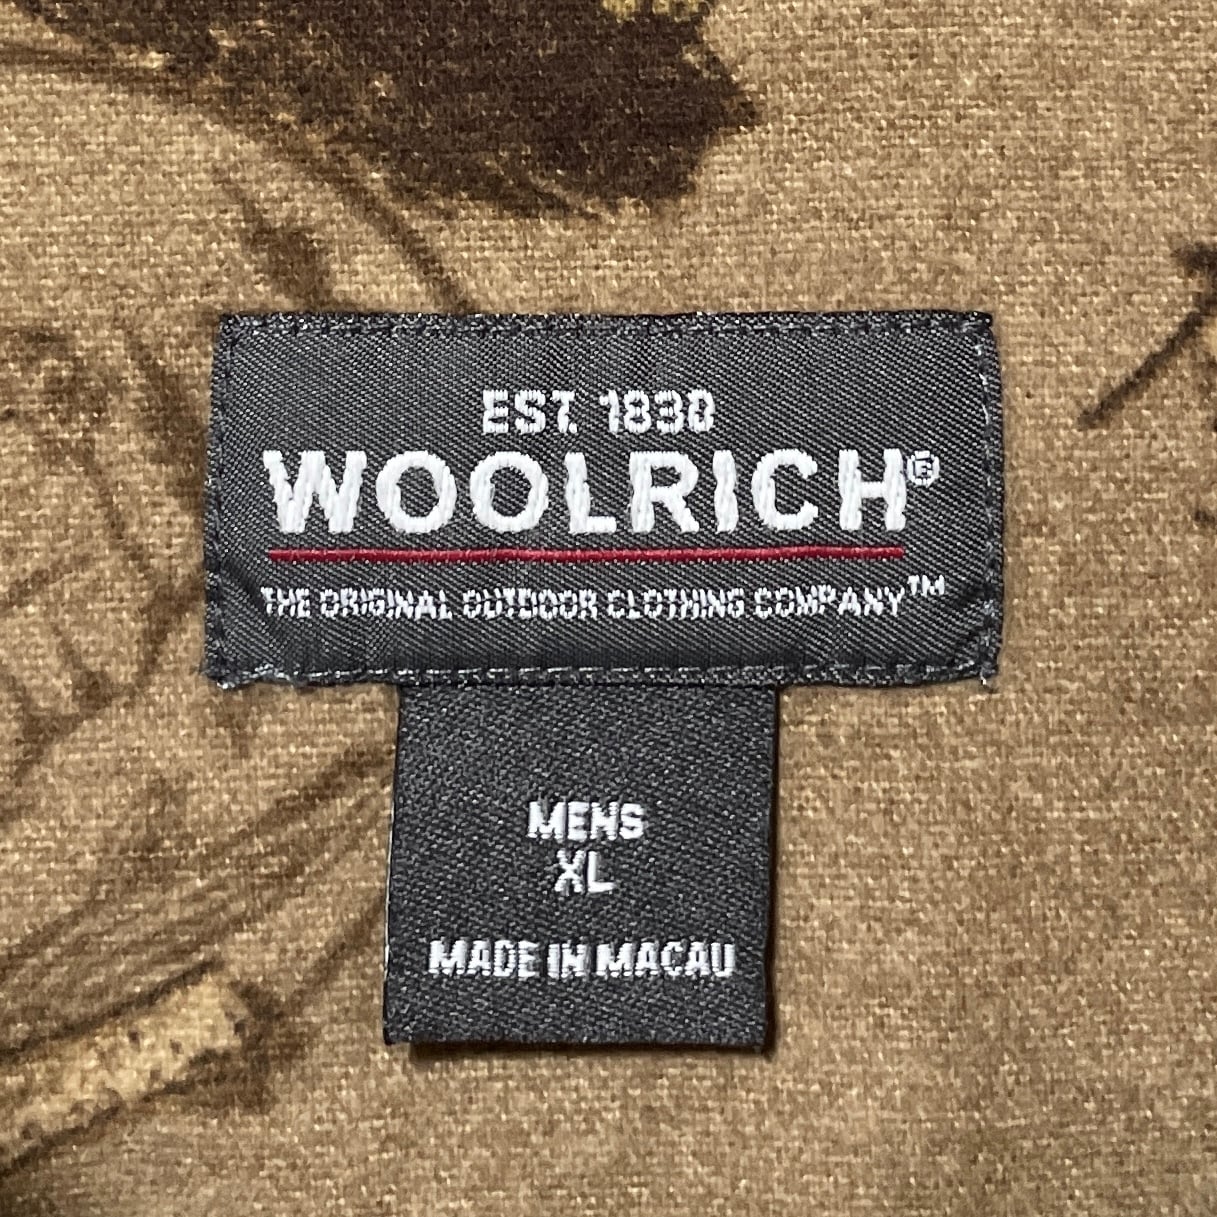 EST. 1830
WOOLRICH®
THE ORIGINAL OUTDOOR CLOTHING COMPANY™
MENS
XL
MADE IN MACAU